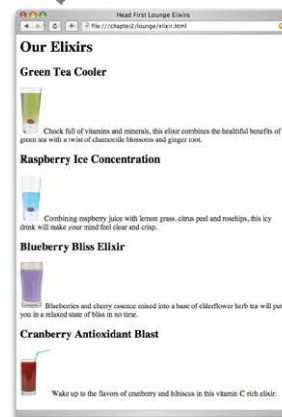 Head First Lounge Elixirs
file:///chapter2/lounge/elixir.html
Our Elixirs
Green Tea Cooler
Chock full of vitamins and minerals, this elixir combines the healthful benefits of
green tea with a twist of chamomile blossoms and ginger root.
Raspberry Ice Concentration
Combining raspberry juice with lemon grass, citrus peel and rosehips, this icy
drink will make your mind feel clear and crisp.
Blueberry Bliss Elixir
Blueberries and cherry essence mixed into a base of elderflower herb tea will put
you in a relaxed state of bliss in no time.
Cranberry Antioxidant Blast
Wake up to the flavors of cranberry and hibiscus in this vitamin C rich elixir.